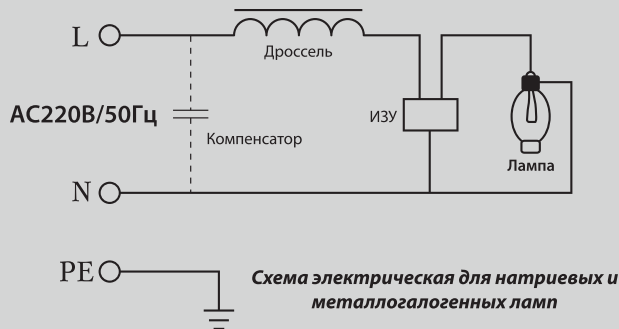 L
Дроссель
АС220В/50Гц
Компенсатор
ИЗУ
Лампа
N
PE
Схема электрическая для натриевых и
металлогалогенных ламп